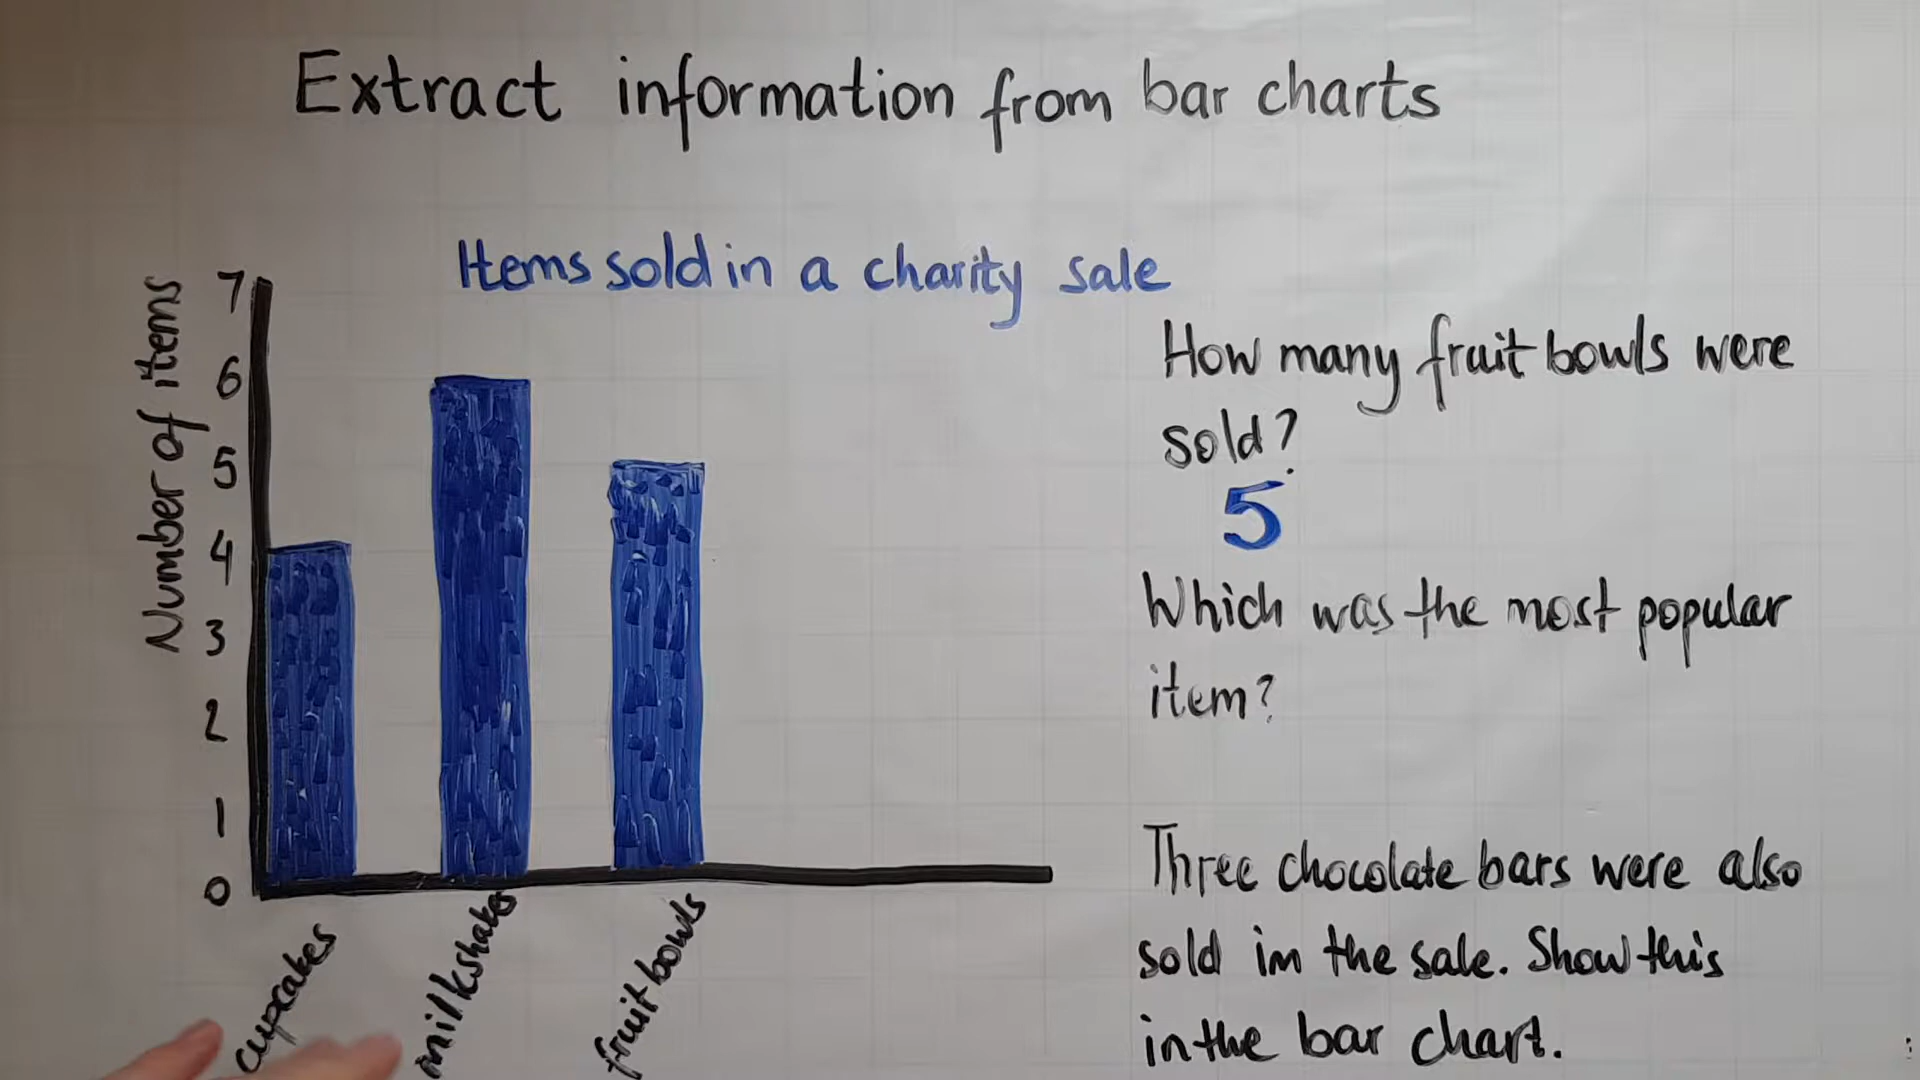 Extract information from bar charts
Items sold in a charity sale
Number of items
7
6
5
4
3
2
1
0
cupcakes
milkshakes
fruit bowls
How many fruit bowls were
sold?
5
Which was the most popular
item?
Three chocolate bars were also
sold in the sale. Show this
in the bar chart.